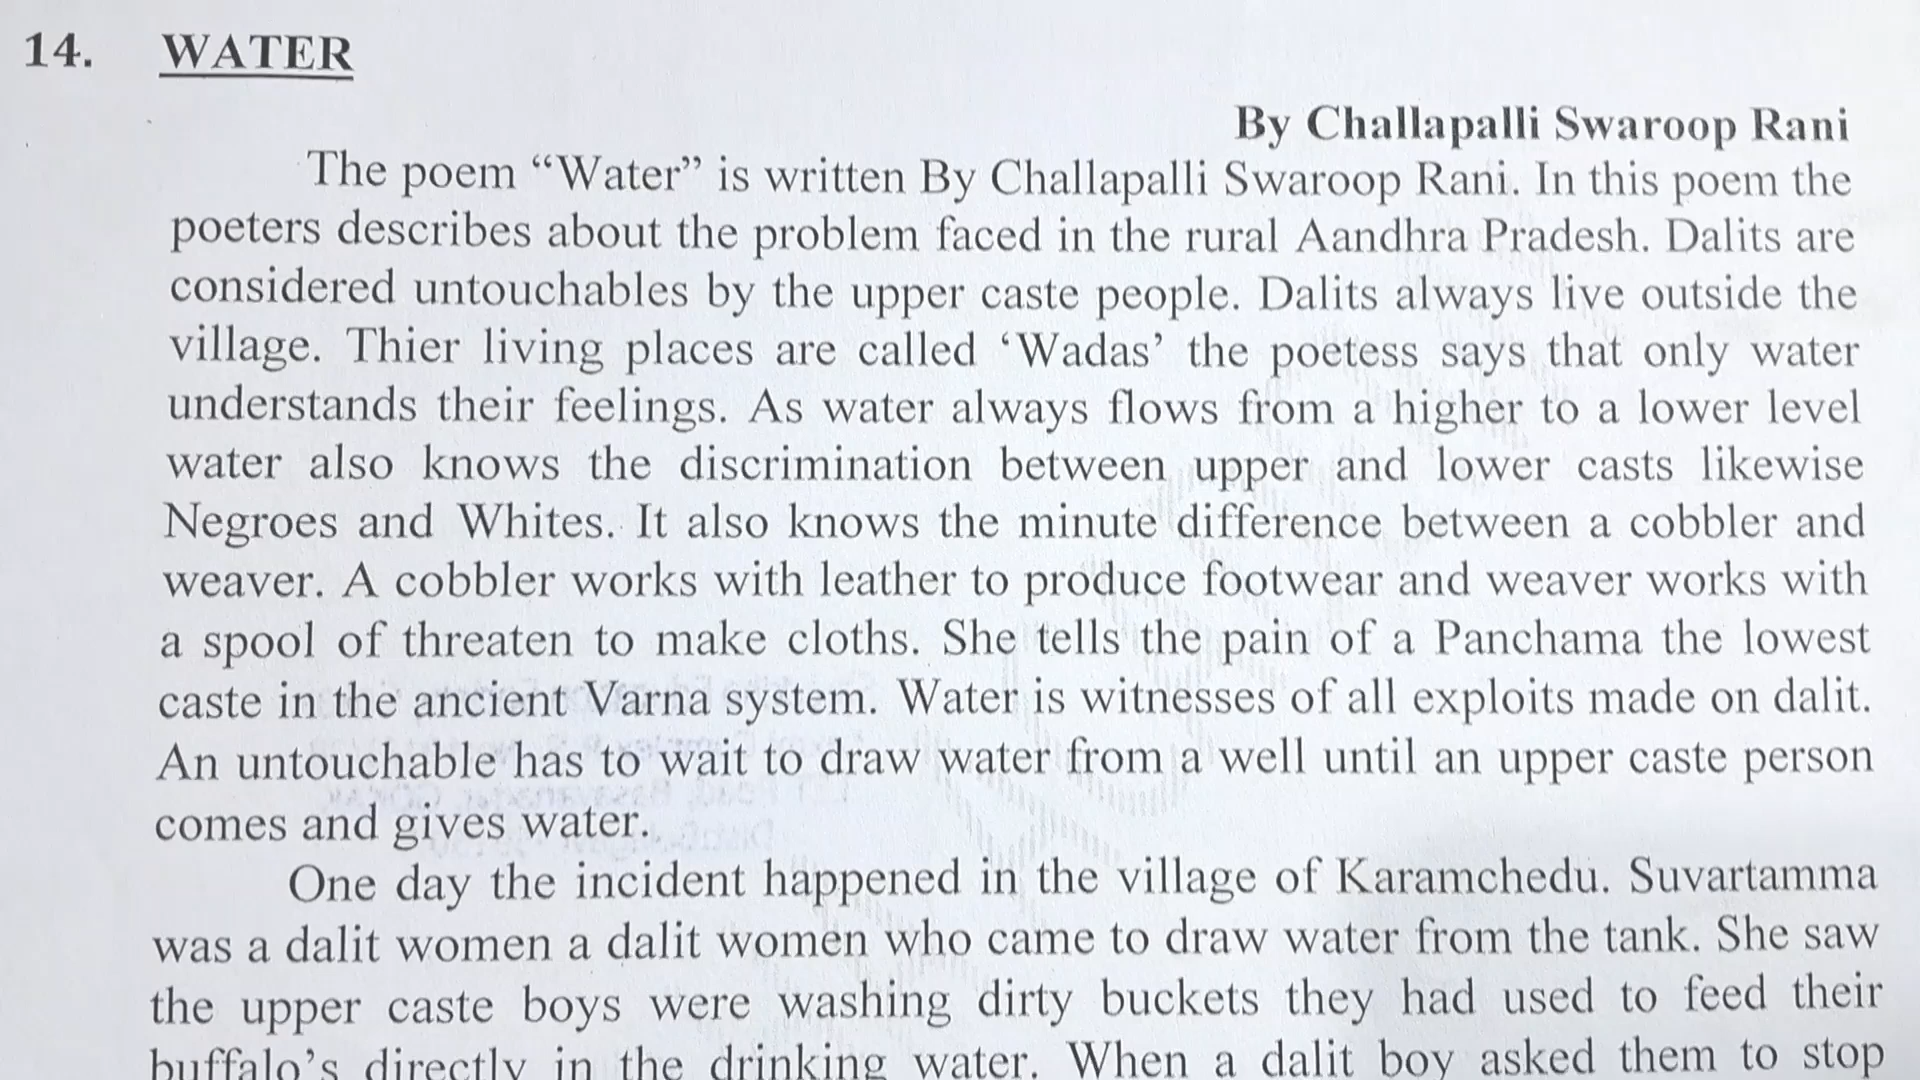 14. WATER
By Challapalli Swaroop Rani
The poem “Water” is written By Challapalli Swaroop Rani. In this poem the
poeters describes about the problem faced in the rural Aandhra Pradesh. Dalits are
considered untouchables by the upper caste people. Dalits always live outside the
village. Thier living places are called ‘Wadas’ the poetess says that only water
understands their feelings. As water always flows from a higher to a lower level
water also knows the discrimination between upper and lower casts likewise
Negroes and Whites. It also knows the minute difference between a cobbler and
weaver. A cobbler works with leather to produce footwear and weaver works with
a spool of threaten to make cloths. She tells the pain of a Panchama the lowest
caste in the ancient Varna system. Water is witnesses of all exploits made on dalit.
An untouchable has to wait to draw water from a well until an upper caste person
comes and gives water.
One day the incident happened in the village of Karamchedu. Suvartamma
was a dalit women a dalit women who came to draw water from the tank. She saw
the upper caste boys were washing dirty buckets they had used to feed their
buffalo’s directly in the drinking water. When a dalit boy asked them to stop